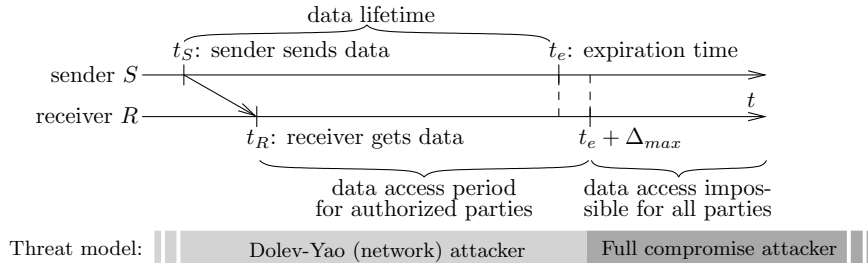 data lifetime
t_S: sender sends data
t_e: expiration time
sender S
t
receiver R
t_R: receiver gets data
t_e + Δ_max
data access period
for authorized parties
data access impos-
sible for all parties
Threat model:
Dolev-Yao (network) attacker
Full compromise attacker